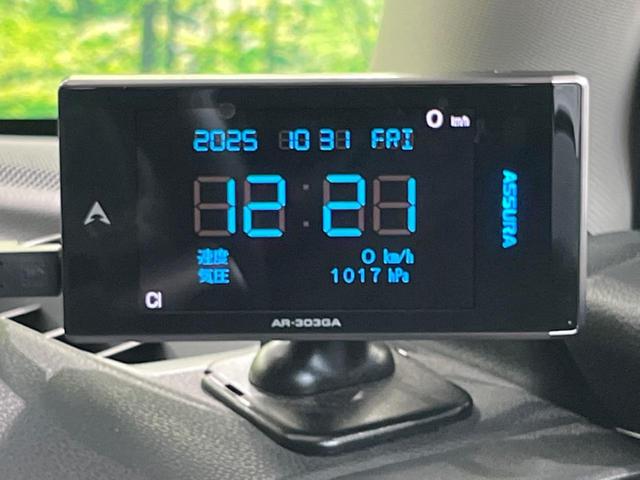 0 km/h
2025 10 31 FRI
12:21
速度 0 km/h
気圧 1017 hPa
CI
ASSURA
AR-303GA